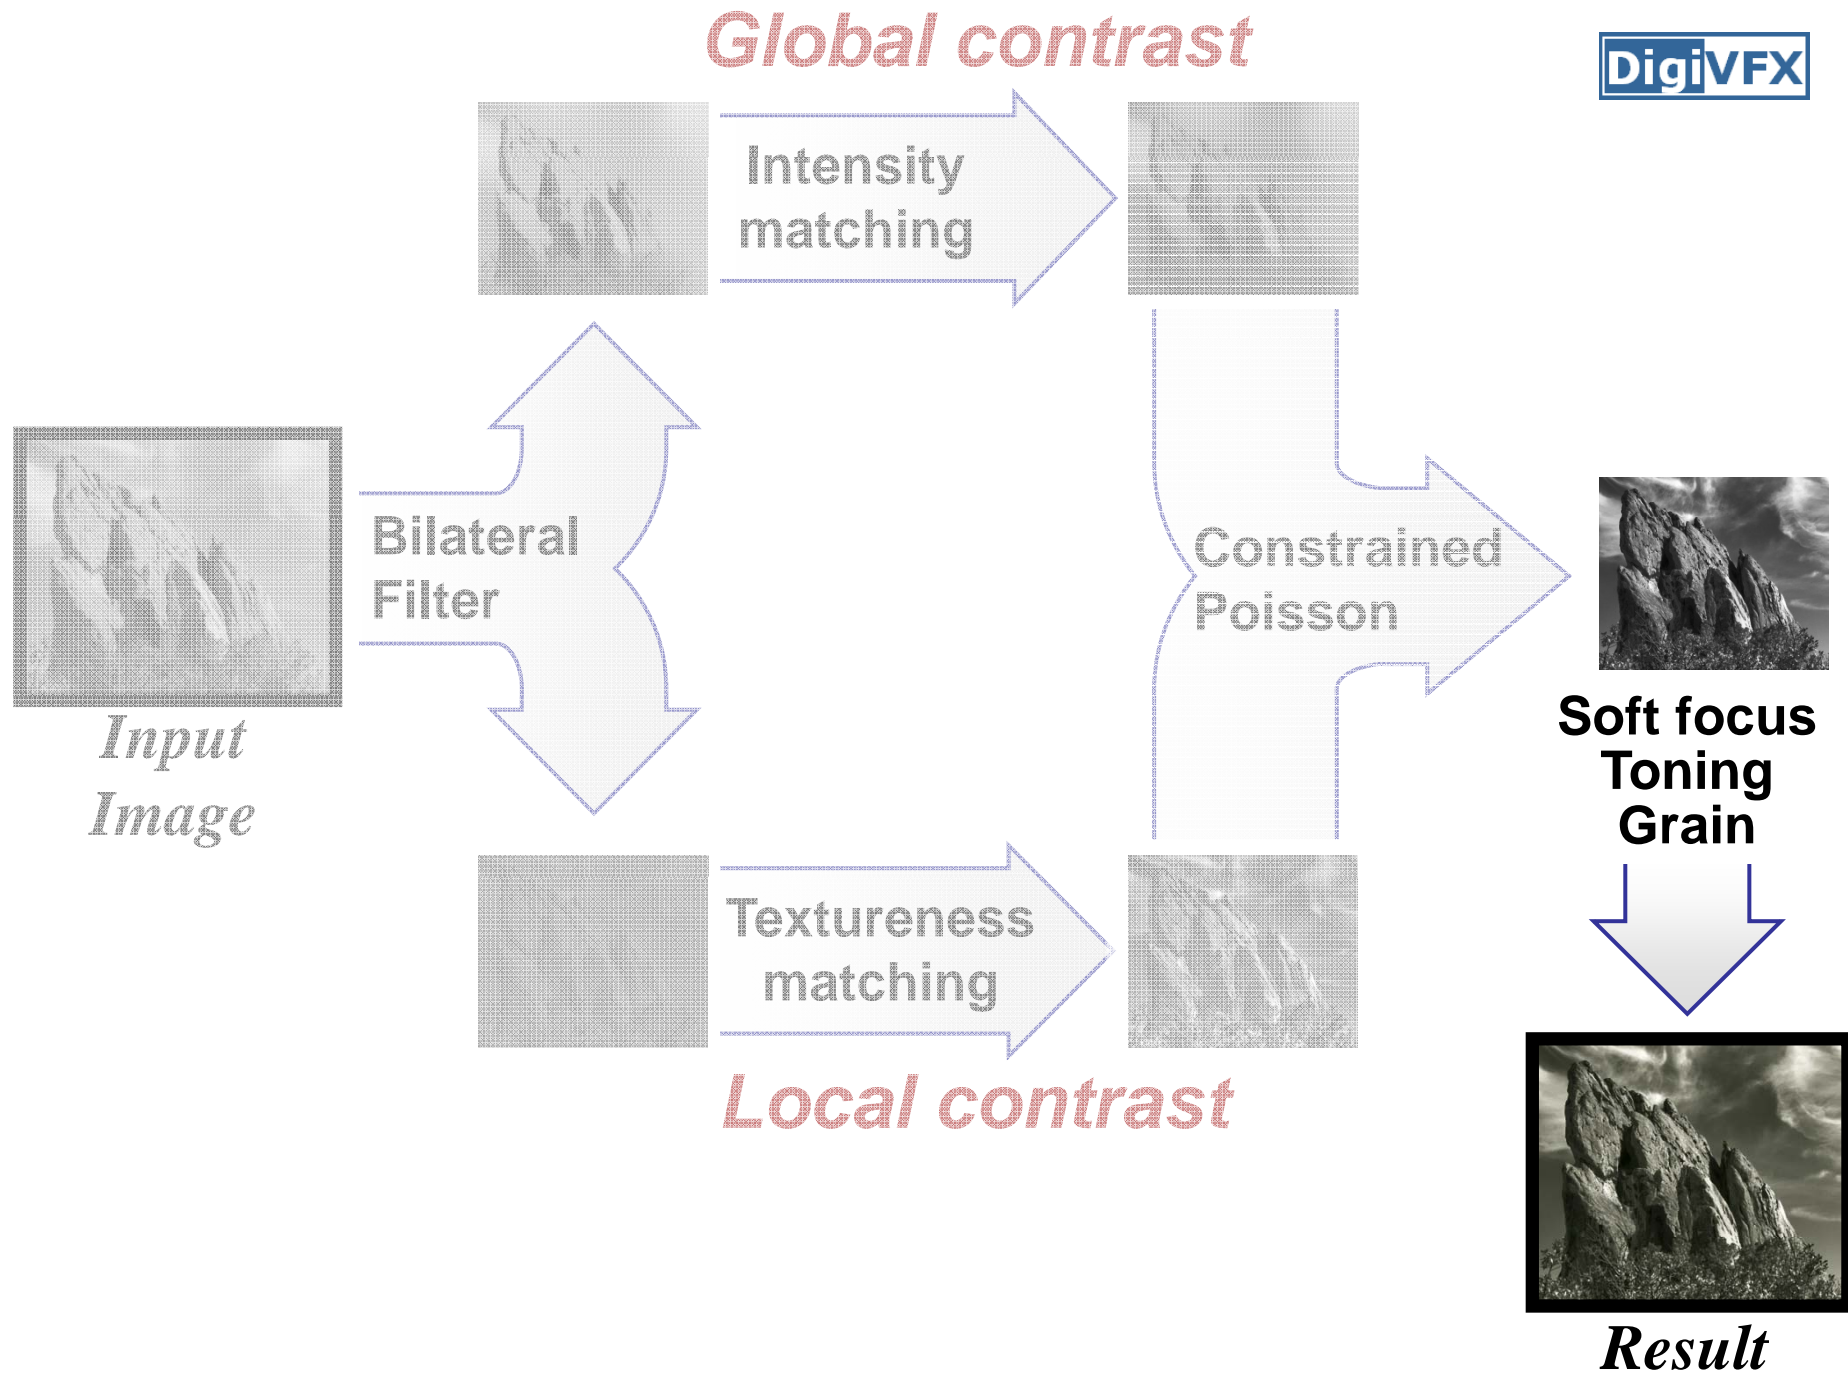 Global contrast
DigiVFX
Intensity
matching
Bilateral
Filter
Constrained
Poisson
Input
Image
Soft focus
Toning
Grain
Textureness
matching
Local contrast
Result